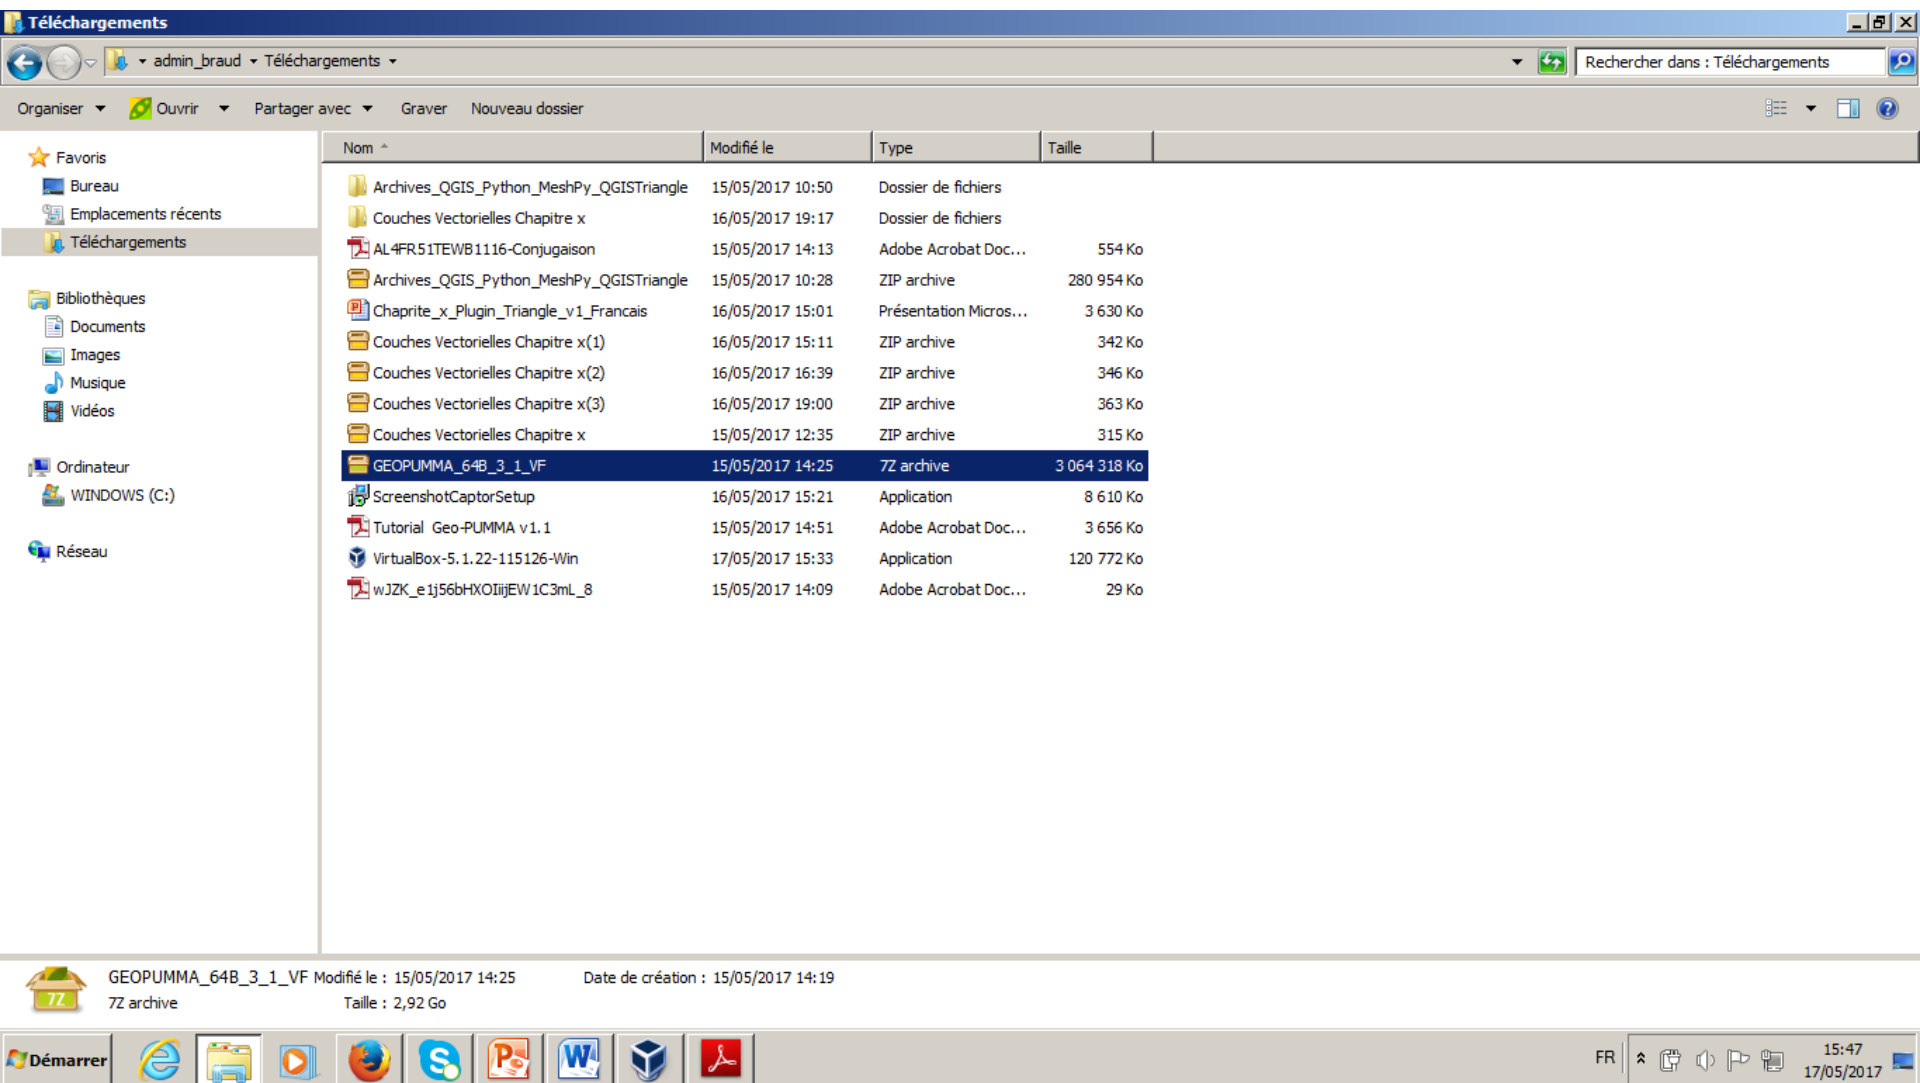 Téléchargements
admin_braud Téléchargements
Rechercher dans : Téléchargements
Organiser Ouvrir Partager avec Graver Nouveau dossier
Favoris
Bureau
Emplacements récents
Téléchargements
Bibliothèques
Documents
Images
Musique
Vidéos
Ordinateur
WINDOWS (C:)
Réseau
Nom Modifié le Type Taille
Archives_QGIS_Python_MeshPy_QGISTriangle 15/05/2017 10:50 Dossier de fichiers
Couches Vectorielles Chapitre x 16/05/2017 19:17 Dossier de fichiers
AL4FR51TEWB1116-Conjugaison 15/05/2017 14:13 Adobe Acrobat Doc... 554 Ko
Archives_QGIS_Python_MeshPy_QGISTriangle 15/05/2017 10:28 ZIP archive 280 954 Ko
Chaprite_x_Plugin_Triangle_v1_Francais 16/05/2017 15:01 Présentation Micros... 3 630 Ko
Couches Vectorielles Chapitre x(1) 16/05/2017 15:11 ZIP archive 342 Ko
Couches Vectorielles Chapitre x(2) 16/05/2017 16:39 ZIP archive 346 Ko
Couches Vectorielles Chapitre x(3) 16/05/2017 19:00 ZIP archive 363 Ko
Couches Vectorielles Chapitre x 15/05/2017 12:35 ZIP archive 315 Ko
GEOPUMMA_64B_3_1_VF 15/05/2017 14:25 7Z archive 3 064 318 Ko
ScreenshotCaptorSetup 16/05/2017 15:21 Application 8 610 Ko
Tutorial Geo-PUMMA v1.1 15/05/2017 14:51 Adobe Acrobat Doc... 3 656 Ko
VirtualBox-5.1.22-115126-Win 17/05/2017 15:33 Application 120 772 Ko
wJZK_e1j56bHXOIiijEW1C3mL_8 15/05/2017 14:09 Adobe Acrobat Doc... 29 Ko
7Z
GEOPUMMA_64B_3_1_VF Modifié le : 15/05/2017 14:25 Date de création : 15/05/2017 14:19
7Z archive Taille : 2,92 Go
Démarrer
FR
15:47
17/05/2017